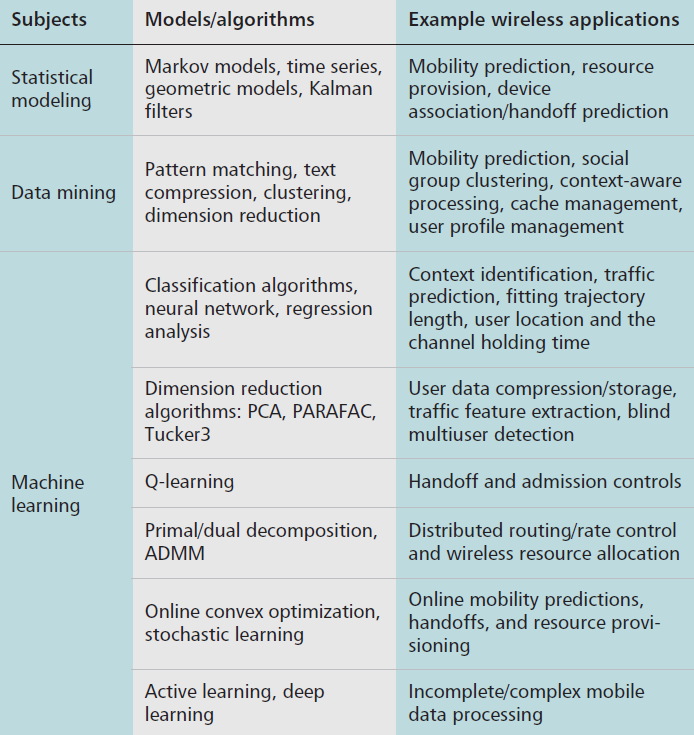 Subjects
Models/algorithms
Example wireless applications
Statistical
modeling
Markov models, time series,
geometric models, Kalman
filters
Mobility prediction, resource
provision, device
association/handoff prediction
Data mining
Pattern matching, text
compression, clustering,
dimension reduction
Mobility prediction, social
group clustering, context-aware
processing, cache management,
user profile management
Machine
learning
Classification algorithms,
neural network, regression
analysis
Context identification, traffic
prediction, fitting trajectory
length, user location and the
channel holding time
Dimension reduction
algorithms: PCA, PARAFAC,
Tucker3
User data compression/storage,
traffic feature extraction, blind
multiuser detection
Q-learning
Handoff and admission controls
Primal/dual decomposition,
ADMM
Distributed routing/rate control
and wireless resource allocation
Online convex optimization,
stochastic learning
Online mobility predictions,
handoffs, and resource provi-
sioning
Active learning, deep
learning
Incomplete/complex mobile
data processing